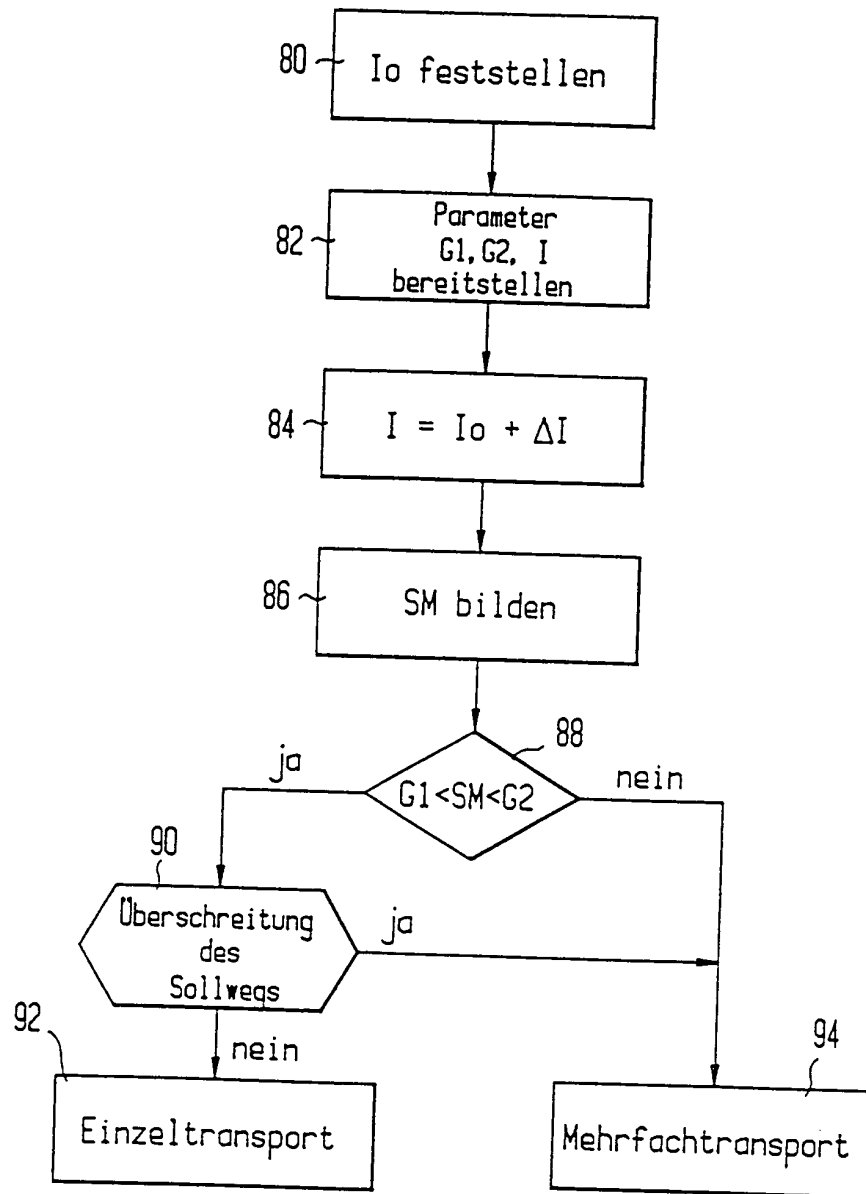 80
Io feststellen
82
Parameter
G1, G2, I
bereitstellen
84
I = Io + ΔI
86
SM bilden
88
G1<SM<G2
ja
nein
90
Überschreitung
des
Sollwegs
ja
nein
92
Einzeltransport
94
Mehrfachtransport